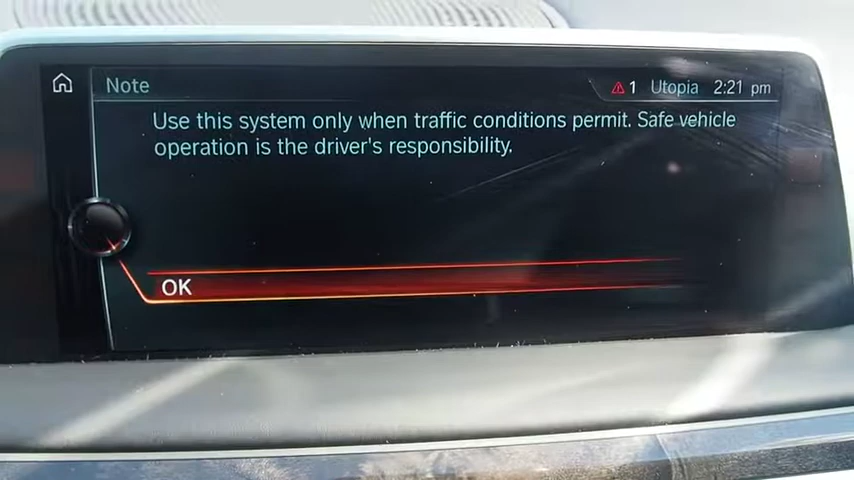 Note
1 Utopia 2:21 pm
Use this system only when traffic conditions permit. Safe vehicle
operation is the driver's responsibility.
OK